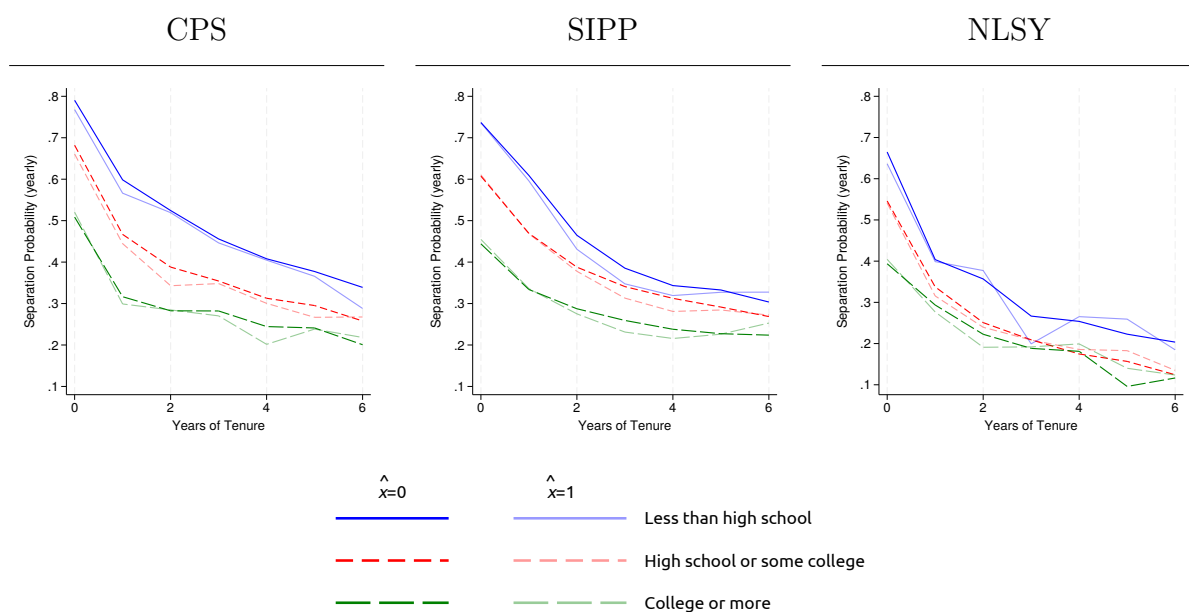 CPS
SIPP
NLSY
Separation Probability (yearly)
.8
.7
.6
.5
.4
.3
.2
.1
0 2 4 6
Years of Tenure
Separation Probability (yearly)
.8
.7
.6
.5
.4
.3
.2
.1
0 2 4 6
Years of Tenure
Separation Probability (yearly)
.8
.7
.6
.5
.4
.3
.2
.1
0 2 4 6
Years of Tenure
x̂=0 x̂=1
Less than high school
High school or some college
College or more